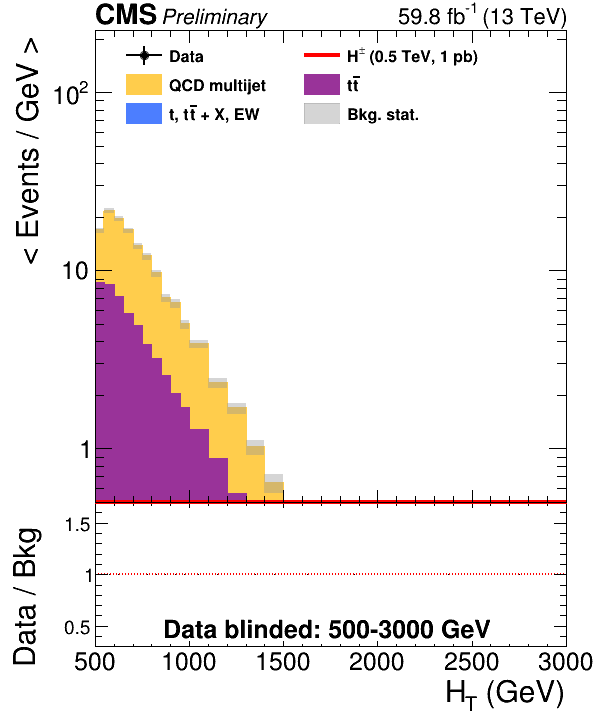 CMS Preliminary 59.8 fb⁻¹ (13 TeV)
Data
H± (0.5 TeV, 1 pb)
QCD multijet
tt̄
t, tt̄ + X, EW
Bkg. stat.
< Events / GeV >
10²
10
1
Data / Bkg
1.5
1
0.5
Data blinded: 500-3000 GeV
500 1000 1500 2000 2500 3000
H_T (GeV)